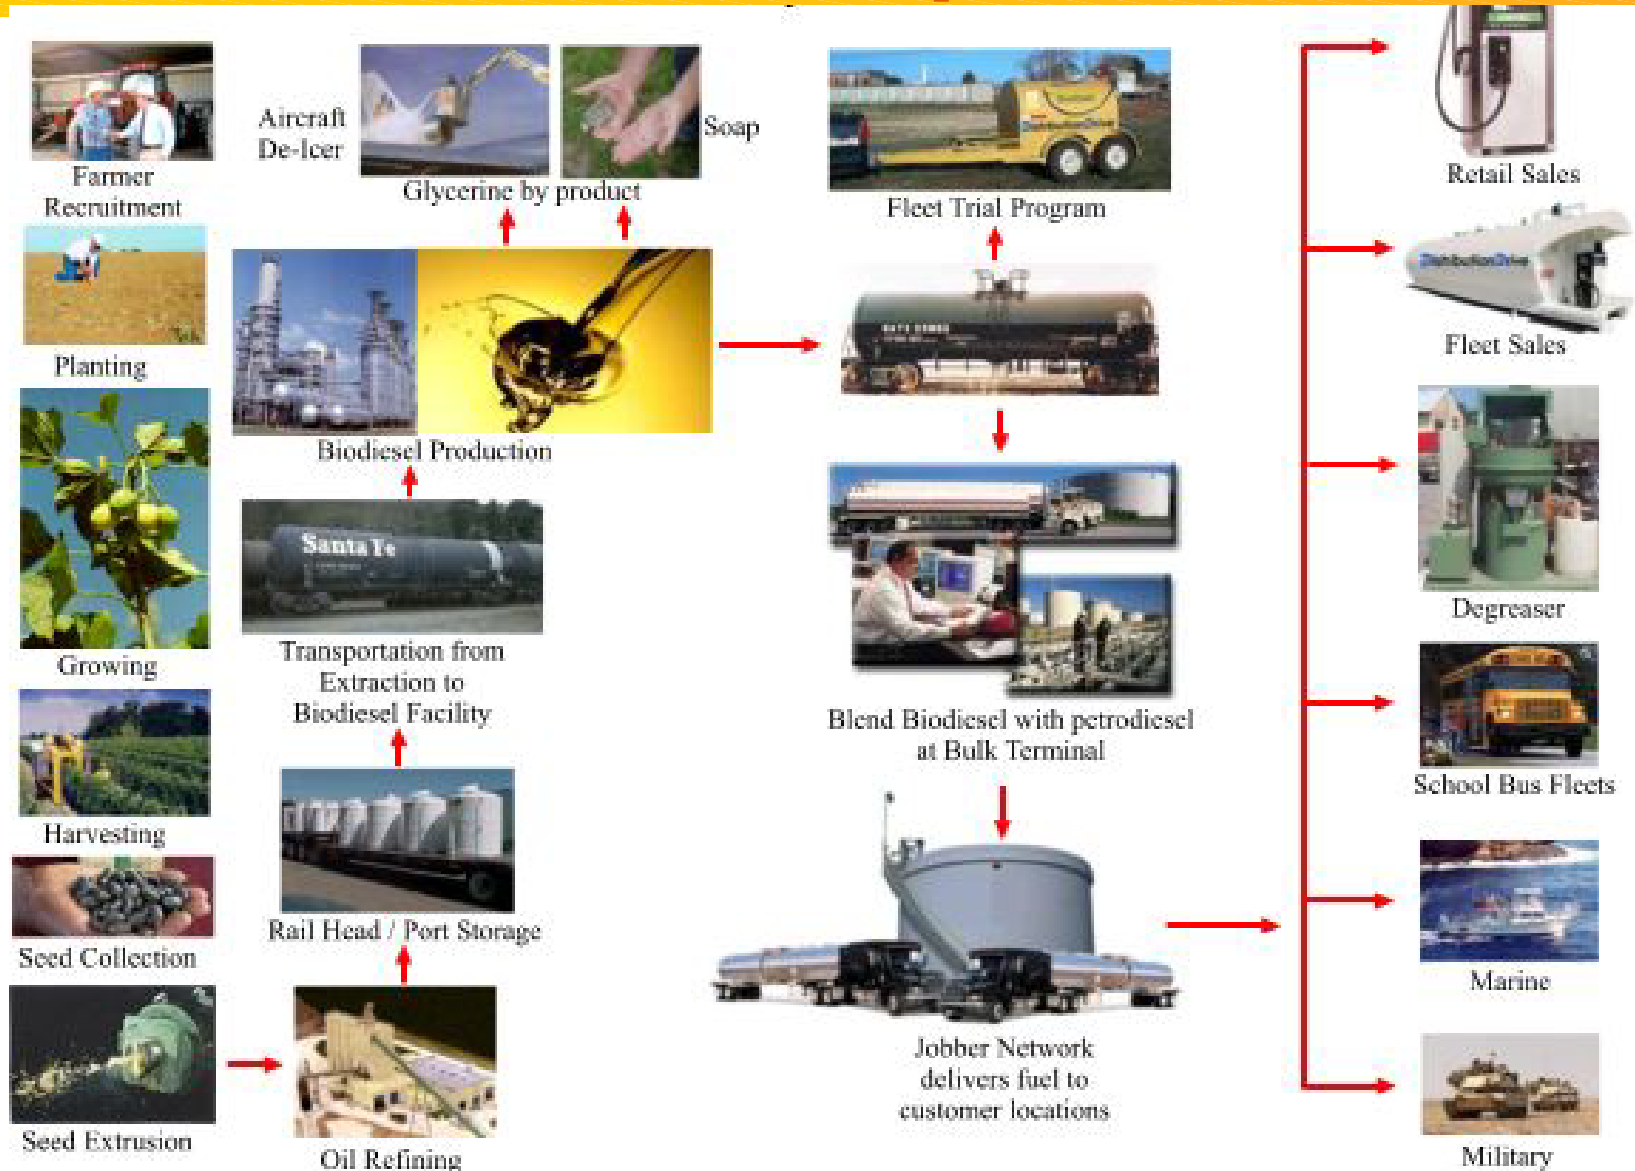 Farmer
Recruitment
Planting
Growing
Harvesting
Seed Collection
Seed Extrusion
Aircraft
De-Icer
Soap
Glycerine by product
Biodiesel Production
Santa Fe
Transportation from
Extraction to
Biodiesel Facility
Rail Head / Port Storage
Oil Refining
Fleet Trial Program
Blend Biodiesel with petrodiesel
at Bulk Terminal
Jobber Network
delivers fuel to
customer locations
Retail Sales
DistributionDrive
Fleet Sales
Degreaser
School Bus Fleets
Marine
Military